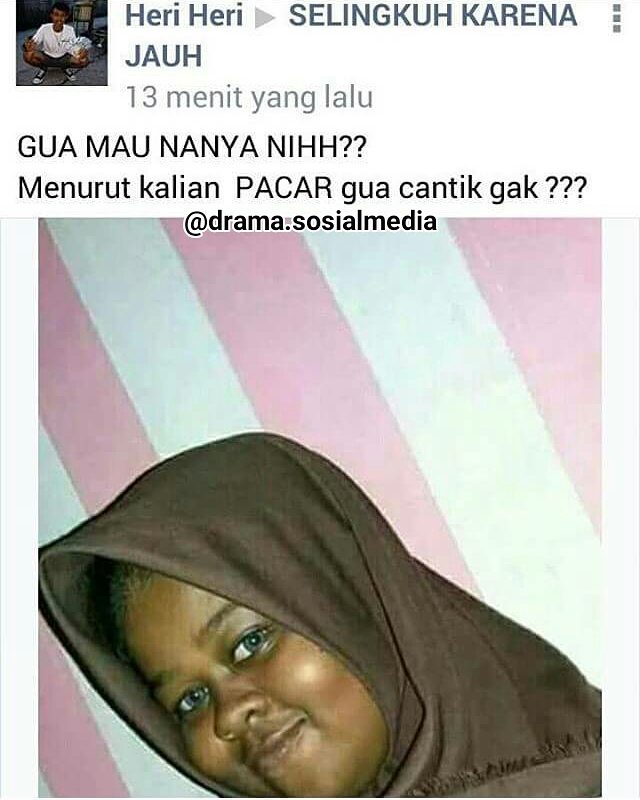 Heri Heri ▶ SELINGKUH KARENA
JAUH
13 menit yang lalu
GUA MAU NANYA NIHH??
Menurut kalian PACAR gua cantik gak ???
@drama.sosialmedia